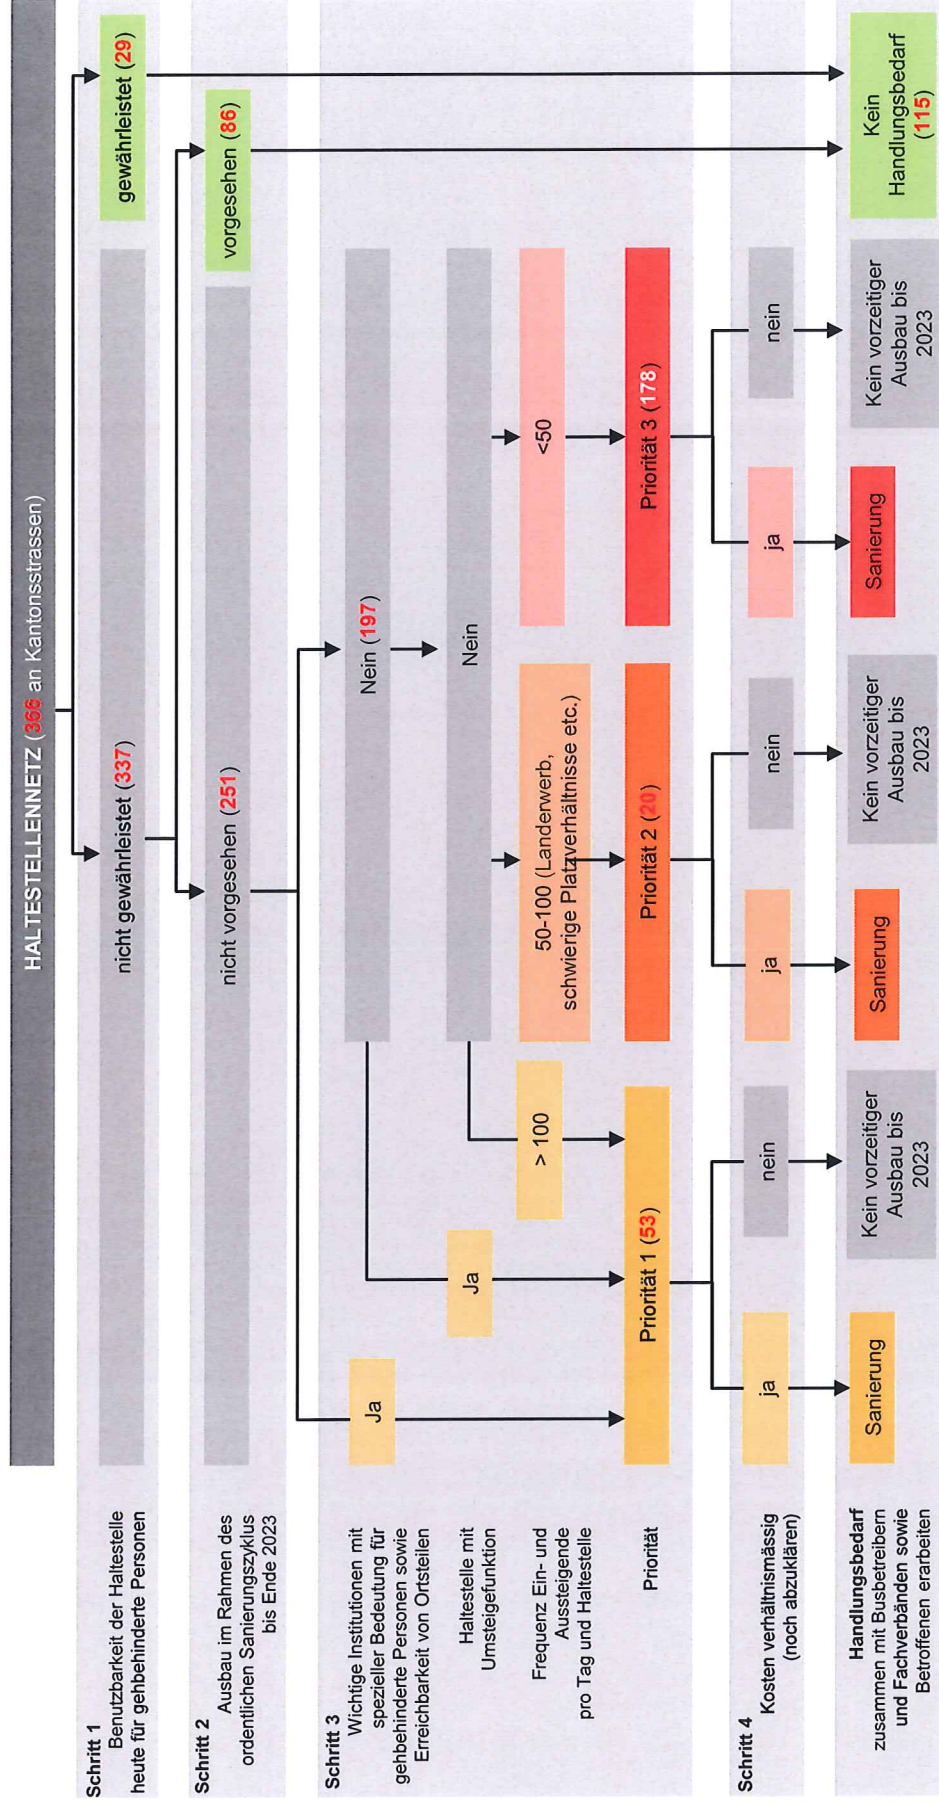 HALTESTELLENNETZ (366 an Kantonsstrassen)
Schritt 1
Benutzbarkeit der Haltestelle
heute für gehbehinderte Personen
nicht gewährleistet (337)
gewährleistet (29)
Schritt 2
Ausbau im Rahmen des
ordentlichen Sanierungszyklus
bis Ende 2023
nicht vorgesehen (251)
vorgesehen (86)
Schritt 3
Wichtige Institutionen mit
spezieller Bedeutung für
gehbehinderte Personen sowie
Erreichbarkeit von Ortsteilen
Ja
Nein (197)
Haltestelle mit
Umsteigefunktion
Ja
Nein
Frequenz Ein- und
Aussteigende
pro Tag und Haltestelle
> 100
50-100 (Landerwerb,
schwierige Platzverhältnisse etc.)
<50
Priorität
Priorität 1 (53)
Priorität 2 (20)
Priorität 3 (178)
Schritt 4
Kosten verhältnismässig
(noch abzuklären)
ja
nein
ja
nein
ja
nein
Handlungsbedarf
zusammen mit Busbetreibern
und Fachverbänden sowie
Betroffenen erarbeiten
Sanierung
Kein vorzeitiger
Ausbau bis
2023
Sanierung
Kein vorzeitiger
Ausbau bis
2023
Sanierung
Kein vorzeitiger
Ausbau bis
2023
Kein
Handlungsbedarf
(115)